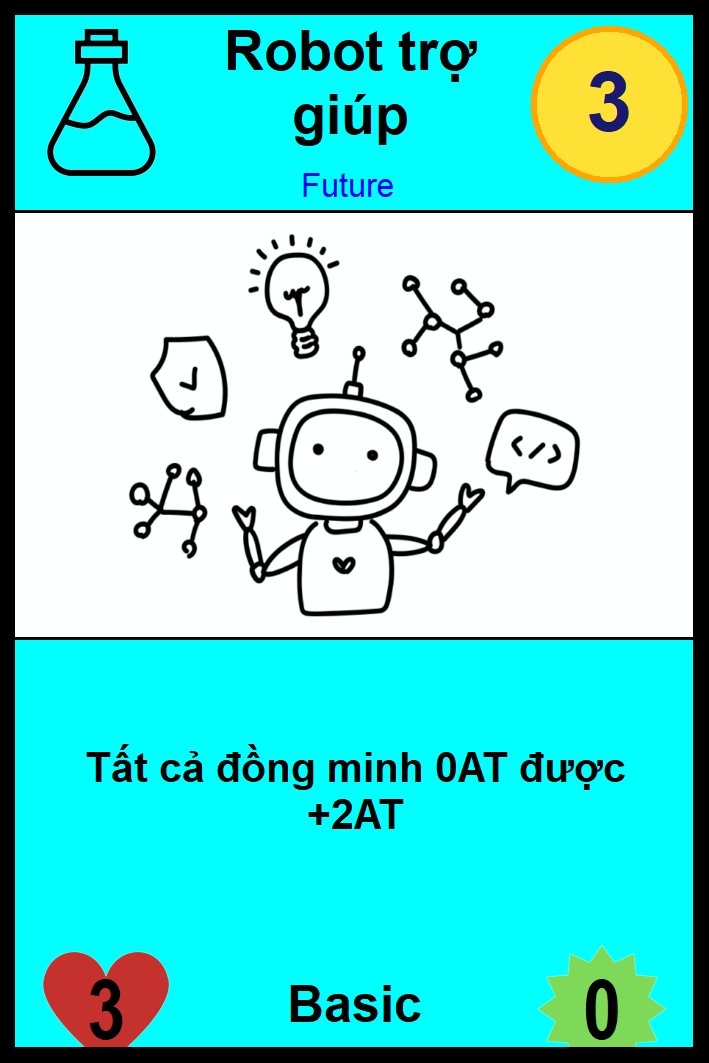 Robot trợ
giúp
3
Future
</>
Tất cả đồng minh 0AT được
+2AT
3
Basic
0